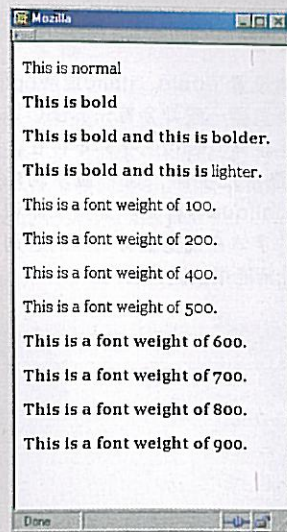 Mozilla
This is normal
This is bold
This is bold and this is bolder.
This is bold and this is lighter.
This is a font weight of 100.
This is a font weight of 200.
This is a font weight of 400.
This is a font weight of 500.
This is a font weight of 600.
This is a font weight of 700.
This is a font weight of 800.
This is a font weight of 900.
Done